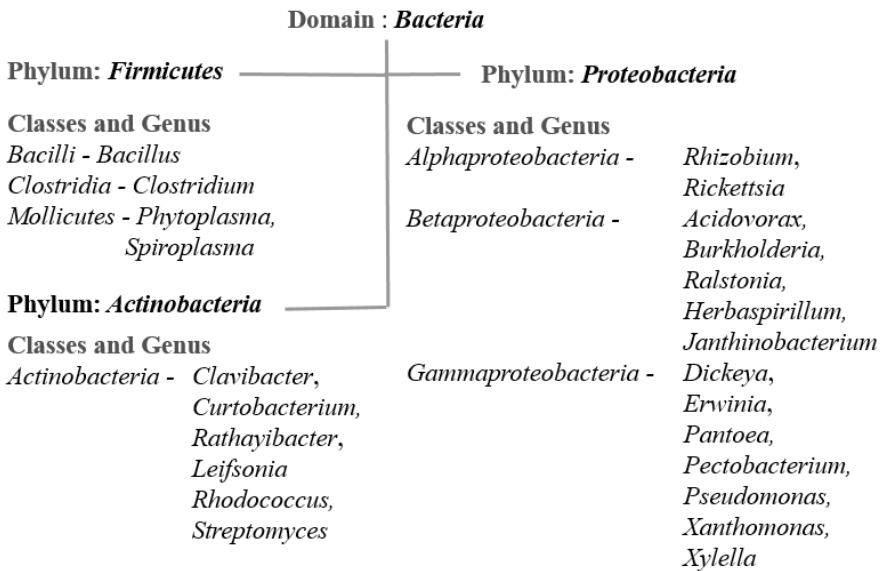 Domain : Bacteria
Phylum: Firmicutes
Classes and Genus
Bacilli - Bacillus
Clostridia - Clostridium
Mollicutes - Phytoplasma,
Spiroplasma
Phylum: Actinobacteria
Classes and Genus
Actinobacteria - Clavibacter,
Curtobacterium,
Rathayibacter,
Leifsonia
Rhodococcus,
Streptomyces
Phylum: Proteobacteria
Classes and Genus
Alphaproteobacteria - Rhizobium,
Rickettsia
Betaproteobacteria - Acidovorax,
Burkholderia,
Ralstonia,
Herbaspirillum,
Janthinobacterium
Gammaproteobacteria - Dickeya,
Erwinia,
Pantoea,
Pectobacterium,
Pseudomonas,
Xanthomonas,
Xylella